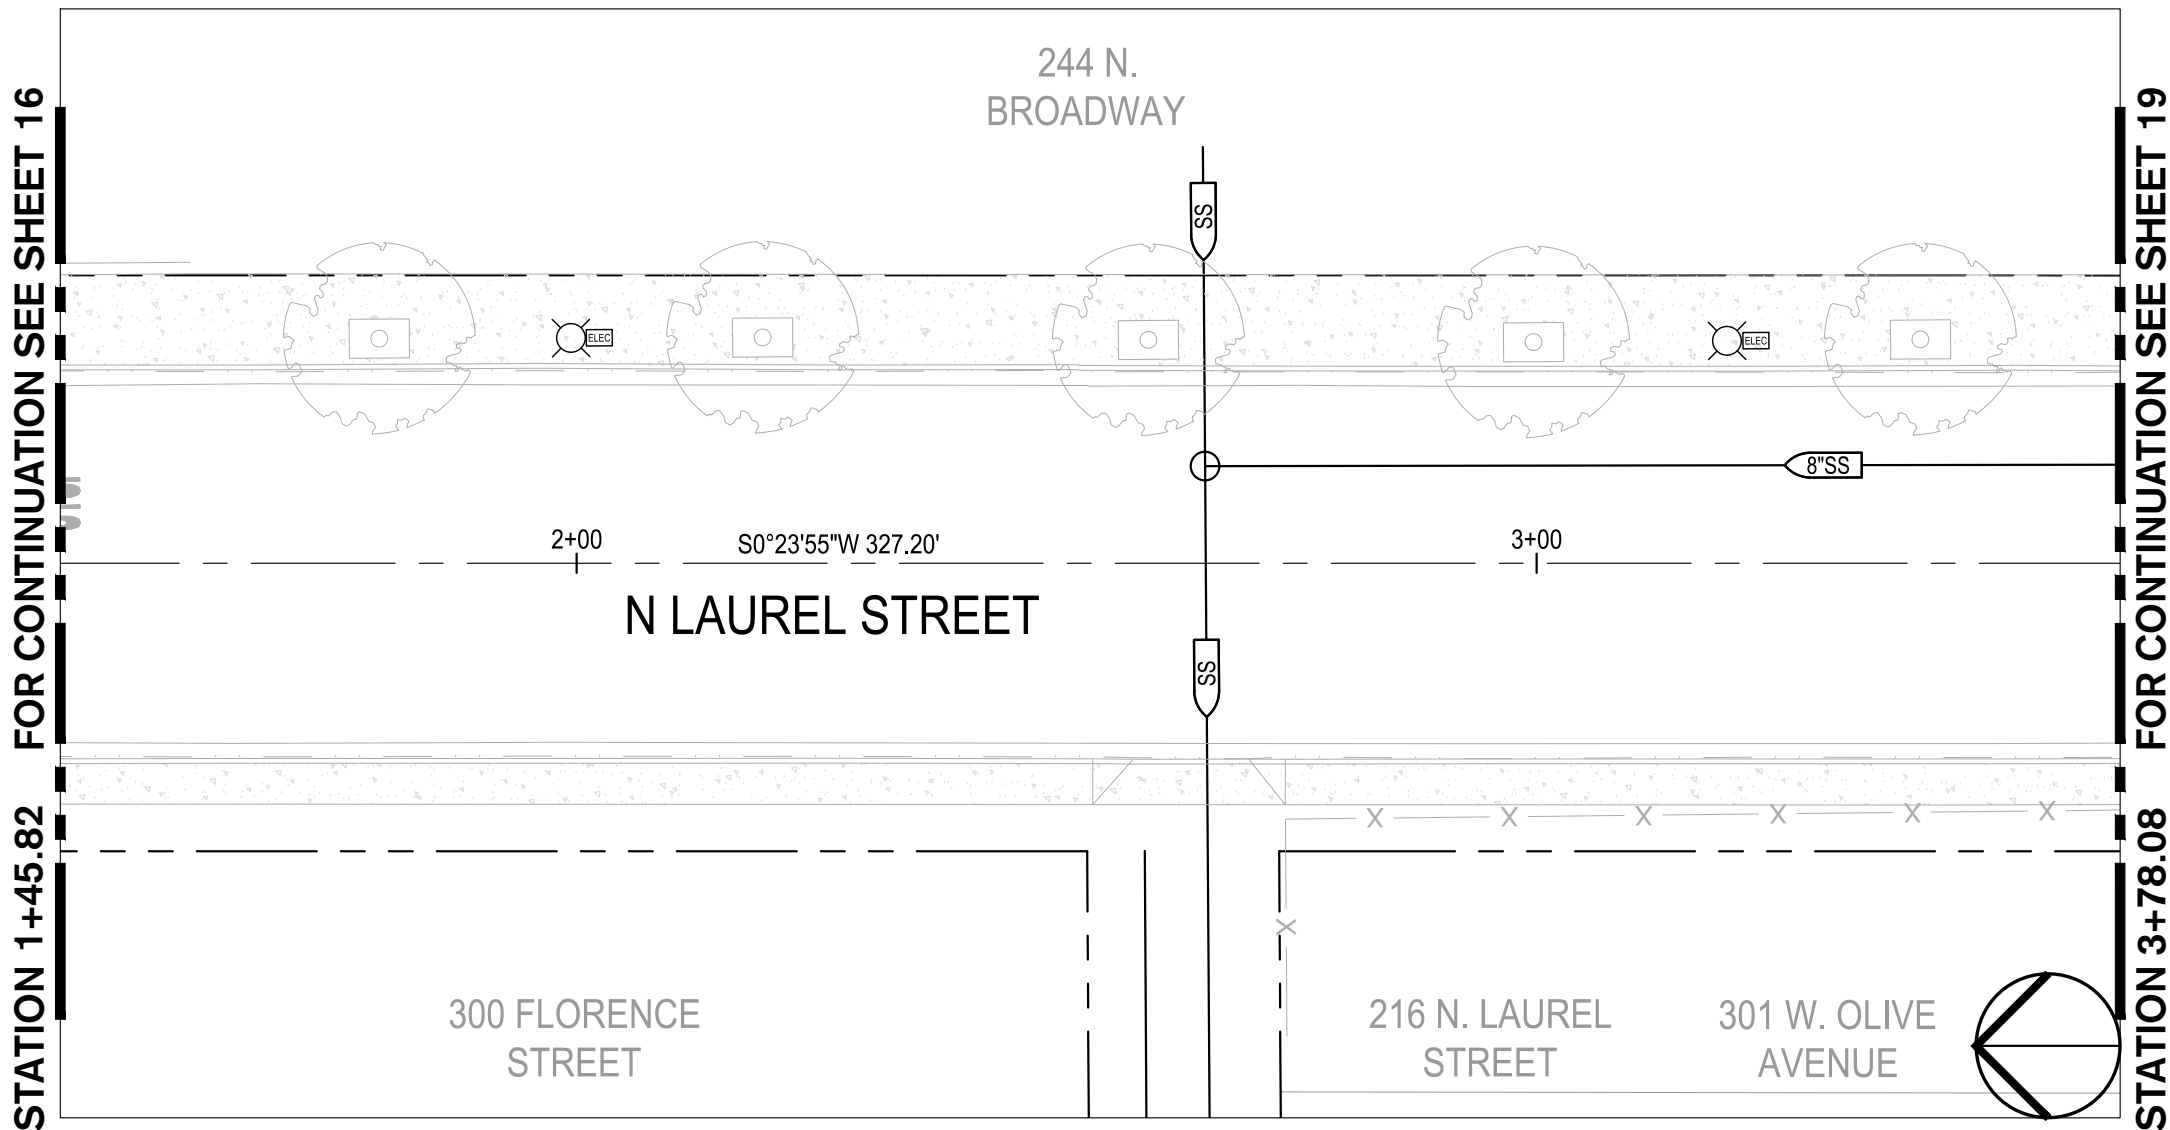 244 N.
BROADWAY
STATION 1+45.82 FOR CONTINUATION SEE SHEET 16
STATION 3+78.08 FOR CONTINUATION SEE SHEET 19
SS
ELEC
ELEC
8"SS
2+00
S0°23'55"W 327.20'
3+00
N LAUREL STREET
SS
X X X X X X
X
300 FLORENCE
STREET
216 N. LAUREL
STREET
301 W. OLIVE
AVENUE